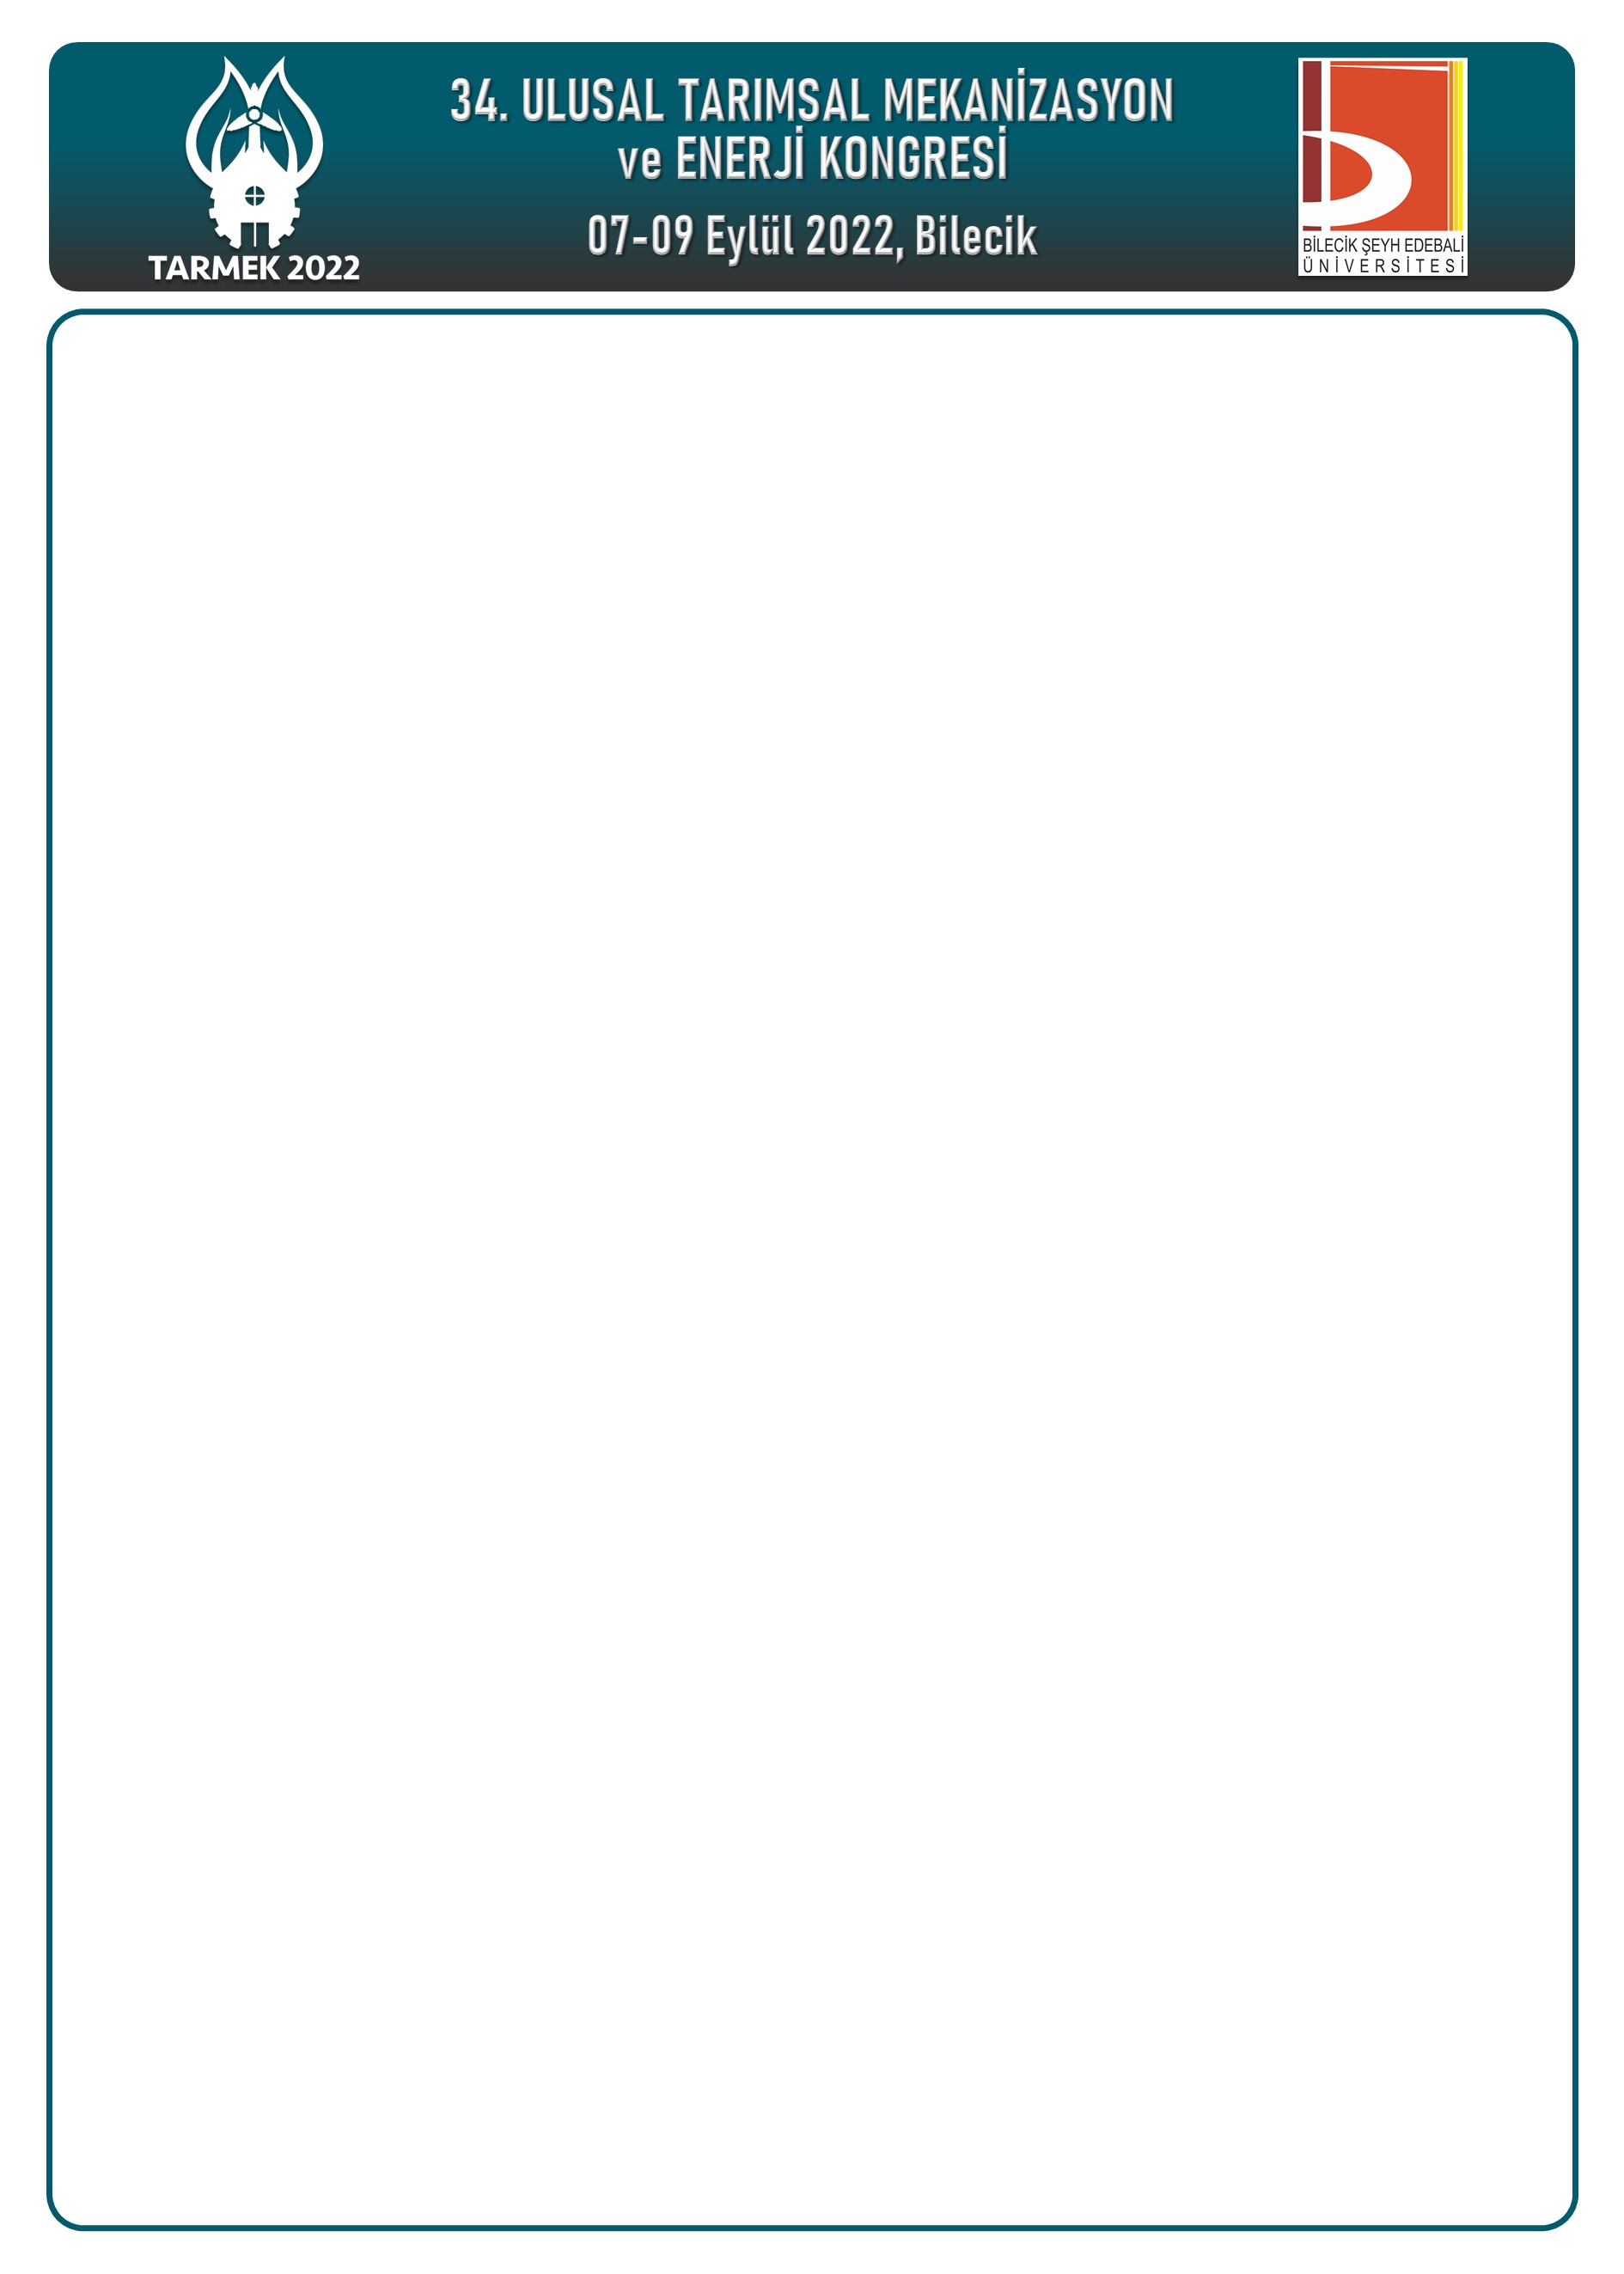 34. ULUSAL TARIMSAL MEKANİZASYON
ve ENERJİ KONGRESİ
07-09 Eylül 2022, Bilecik
TARMEK 2022
BİLECİK ŞEYH EDEBALİ
ÜNİVERSİTESİ